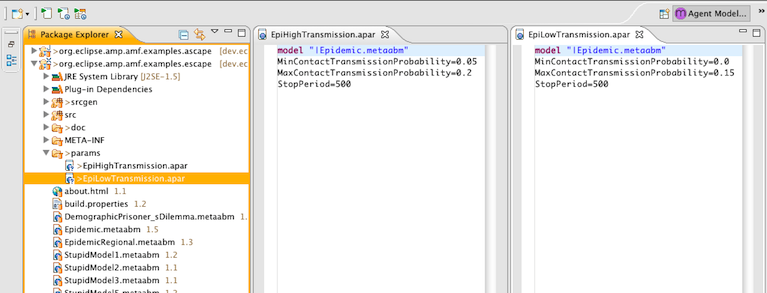 Agent Model...
Package Explorer
>org.eclipse.amp.amf.examples.ascape [dev.ec
>org.eclipse.amp.amf.examples.escape [dev.ec
JRE System Library [J2SE-1.5]
Plug-in Dependencies
>srcgen
src
>doc
META-INF
>params
>EpiHighTransmission.apar
>EpiLowTransmission.apar
about.html 1.1
build.properties 1.2
DemographicPrisoner_sDilemma.metaabm 1.
Epidemic.metaabm 1.5
EpidemicRegional.metaabm 1.3
StupidModel1.metaabm 1.2
StupidModel2.metaabm 1.1
StupidModel3.metaabm 1.1
EpiHighTransmission.apar
model "|Epidemic.metaabm"
MinContactTransmissionProbability=0.05
MaxContactTransmissionProbability=0.2
StopPeriod=500
EpiLowTransmission.apar
model "|Epidemic.metaabm"
MinContactTransmissionProbability=0.0
MaxContactTransmissionProbability=0.15
StopPeriod=500